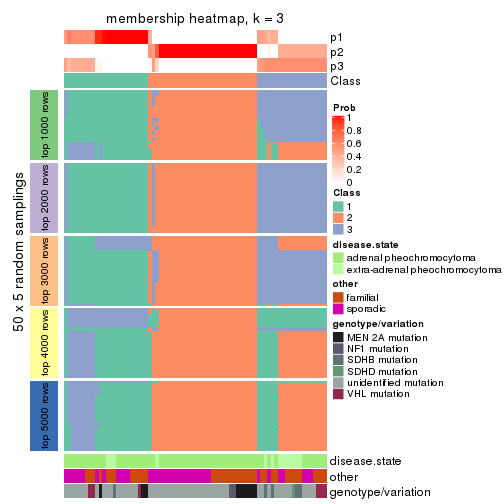 membership heatmap, k = 3
p1
p2
p3
Class
50 x 5 random samplings
top 1000 rows
top 2000 rows
top 3000 rows
top 4000 rows
top 5000 rows
Prob
1
0.8
0.6
0.4
0.2
0
Class
1
2
3
disease.state
adrenal pheochromocytoma
extra-adrenal pheochromocytoma
other
familial
sporadic
genotype/variation
MEN 2A mutation
NF1 mutation
SDHB mutation
SDHD mutation
unidentified mutation
VHL mutation
disease.state
other
genotype/variation